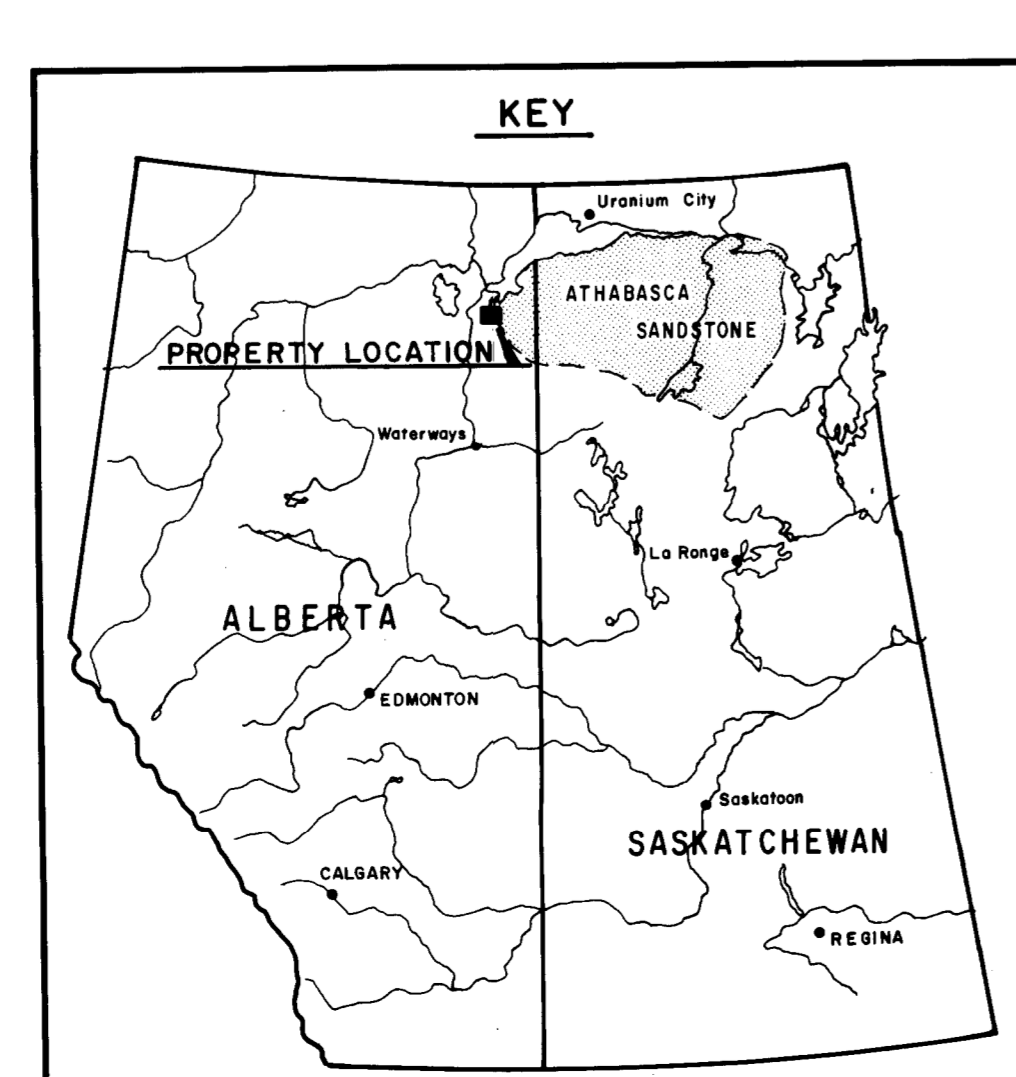 KEY
Uranium City
ATHABASCA
SANDSTONE
PROPERTY LOCATION
Waterways
La Ronge
ALBERTA
EDMONTON
Saskatoon
SASKATCHEWAN
CALGARY
REGINA